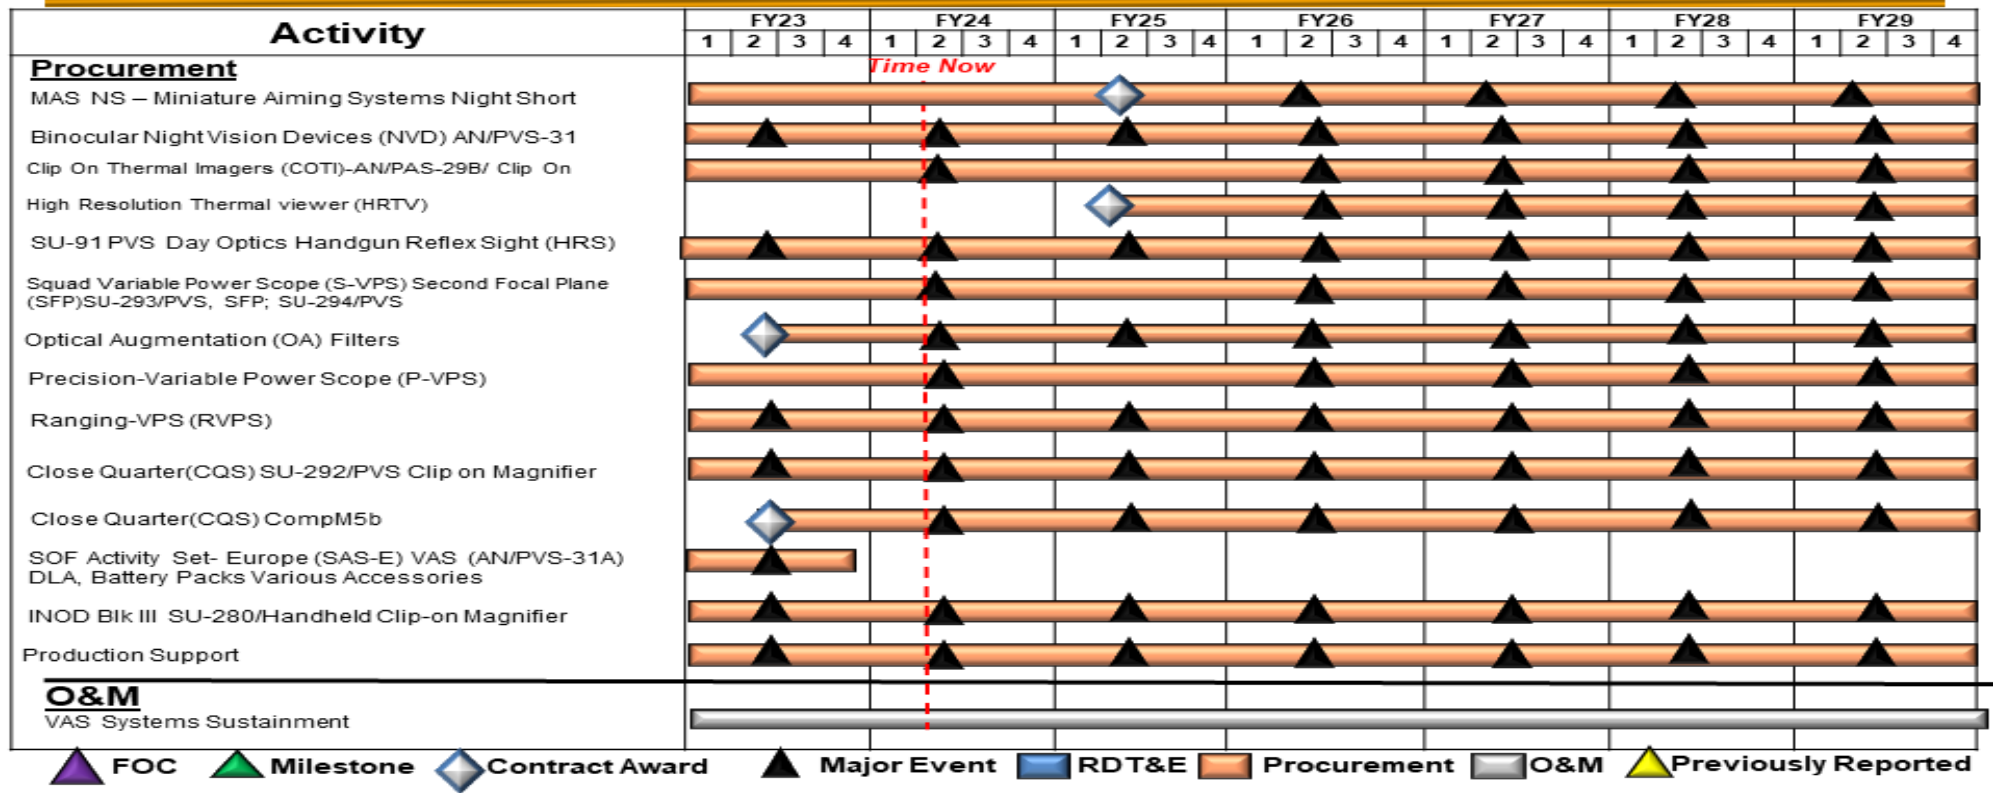 Activity
FY23 FY24 FY25 FY26 FY27 FY28 FY29
1 2 3 4 1 2 3 4 1 2 3 4 1 2 3 4 1 2 3 4 1 2 3 4 1 2 3 4
Procurement
Time Now
MAS NS – Miniature Aiming Systems Night Short
Binocular Night Vision Devices (NVD) AN/PVS-31
Clip On Thermal Imagers (COTI)-AN/PAS-29B/ Clip On
High Resolution Thermal viewer (HRTV)
SU-91 PVS Day Optics Handgun Reflex Sight (HRS)
Squad Variable Power Scope (S-VPS) Second Focal Plane
(SFP)SU-293/PVS, SFP; SU-294/PVS
Optical Augmentation (OA) Filters
Precision-Variable Power Scope (P-VPS)
Ranging-VPS (RVPS)
Close Quarter(CQS) SU-292/PVS Clip on Magnifier
Close Quarter(CQS) CompM5b
SOF Activity Set- Europe (SAS-E) VAS (AN/PVS-31A)
DLA, Battery Packs Various Accessories
INOD Blk III SU-280/Handheld Clip-on Magnifier
Production Support
O&M
VAS Systems Sustainment
FOC Milestone Contract Award Major Event RDT&E Procurement O&M Previously Reported